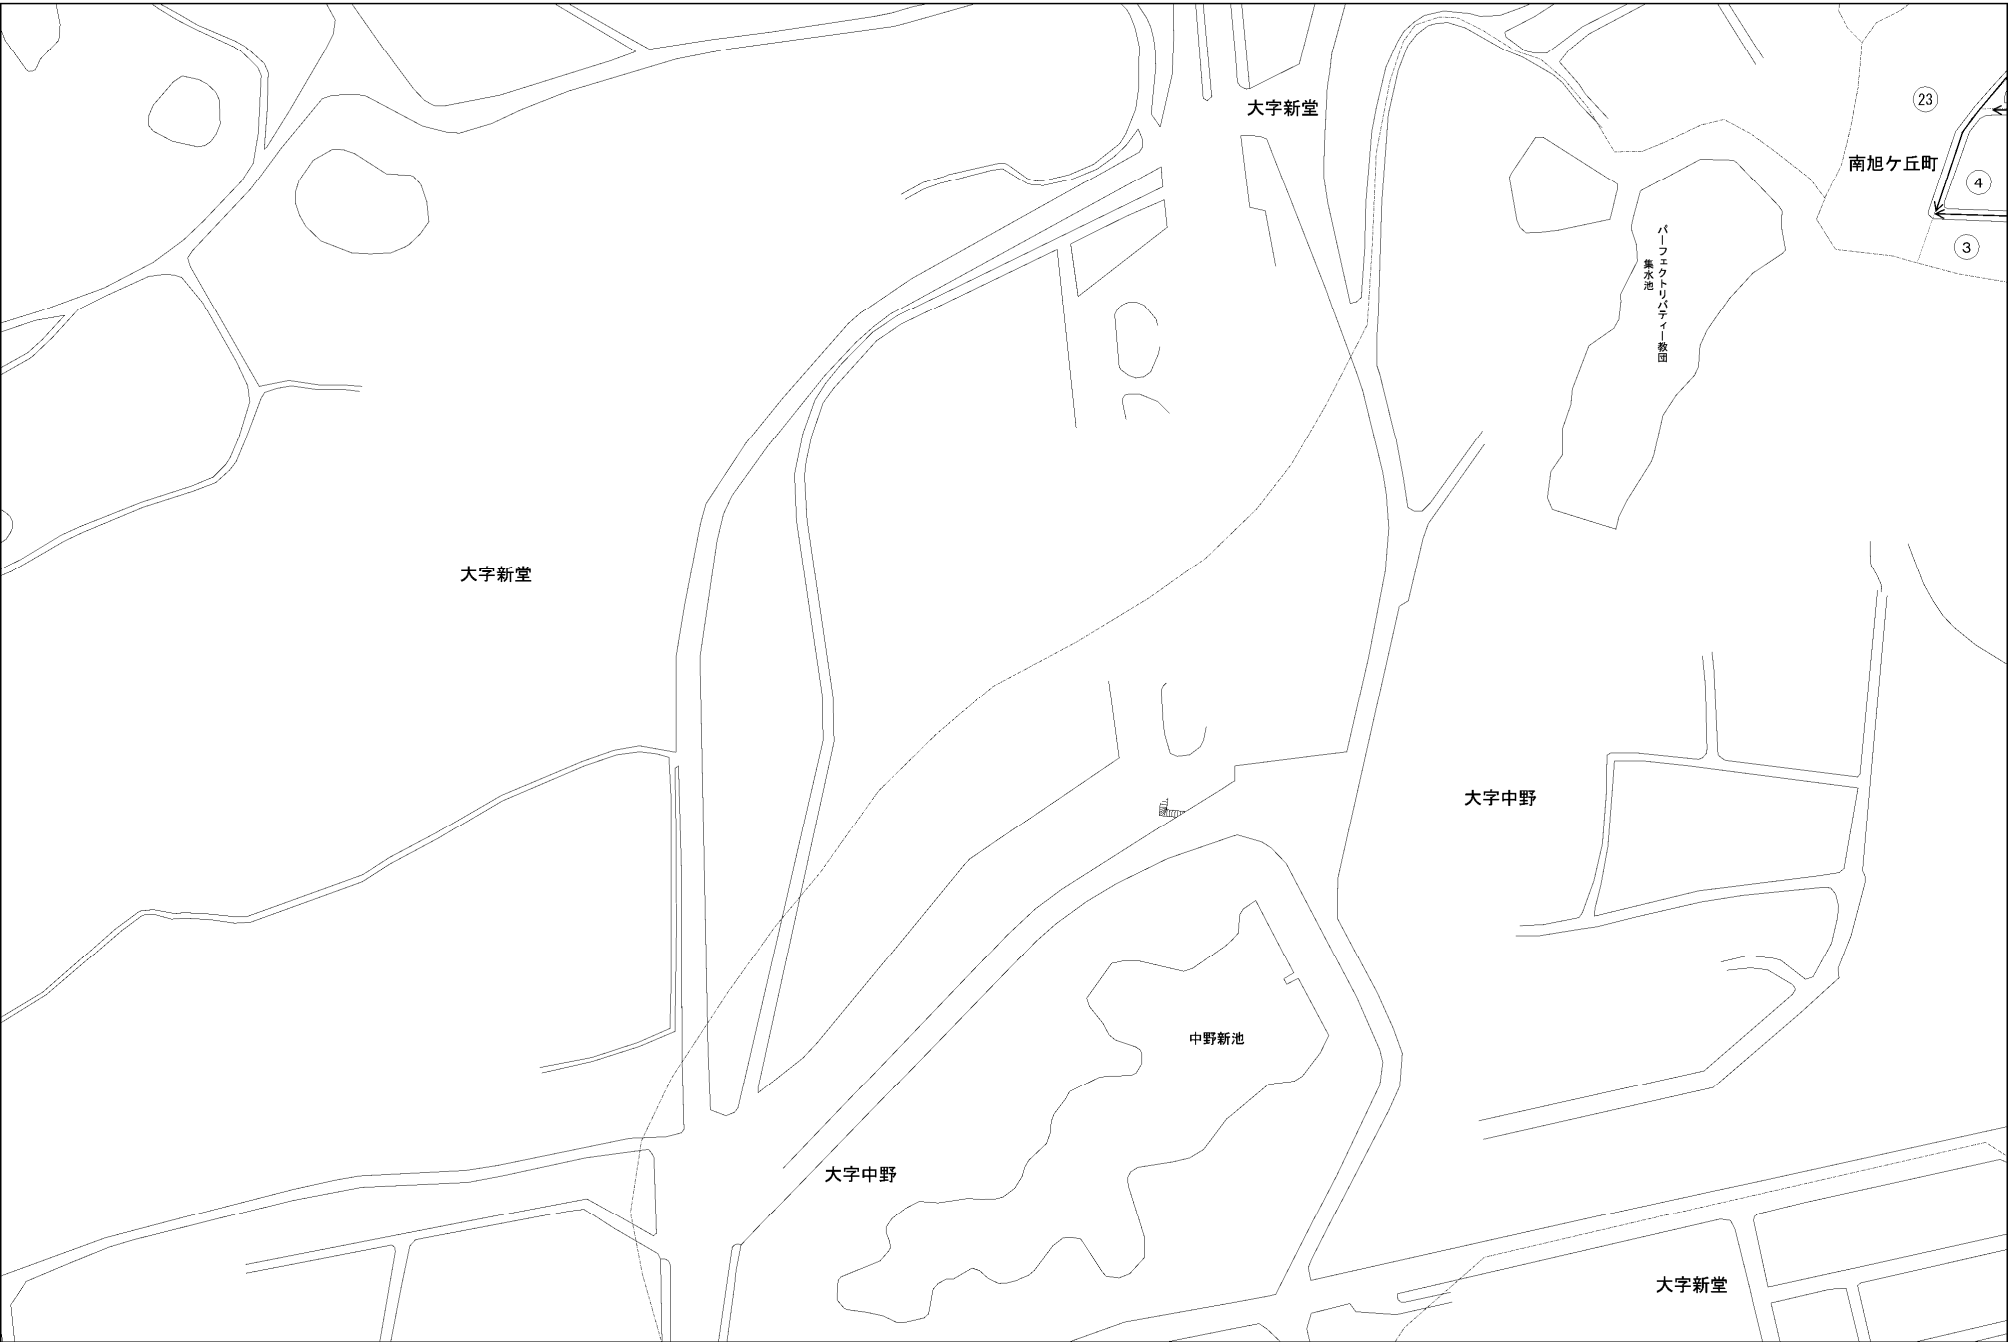 大字新堂
23
南旭ケ丘町
4
3
パーフェクトリバティー教団
集水池
大字新堂
大字中野
中野新池
大字中野
大字新堂